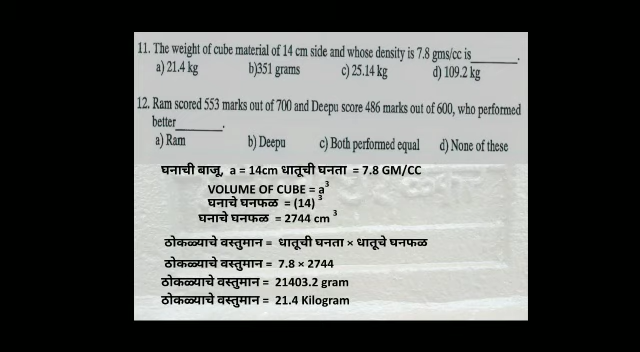 11. The weight of cube material of 14 cm side and whose density is 7.8 gms/cc is________.
a) 21.4 kg b)351 grams c) 25.14 kg d) 109.2 kg
12. Ram scored 553 marks out of 700 and Deepu score 486 marks out of 600, who performed
better________.
a) Ram b) Deepu c) Both performed equal d) None of these
घनाची बाजू, a = 14cm धातूची घनता = 7.8 GM/CC
VOLUME OF CUBE = a³
घनाचे घनफळ = (14) ³
घनाचे घनफळ = 2744 cm ³
ठोकळ्याचे वस्तुमान = धातूची घनता × धातूचे घनफळ
ठोकळ्याचे वस्तुमान = 7.8 × 2744
ठोकळ्याचे वस्तुमान = 21403.2 gram
ठोकळ्याचे वस्तुमान = 21.4 Kilogram